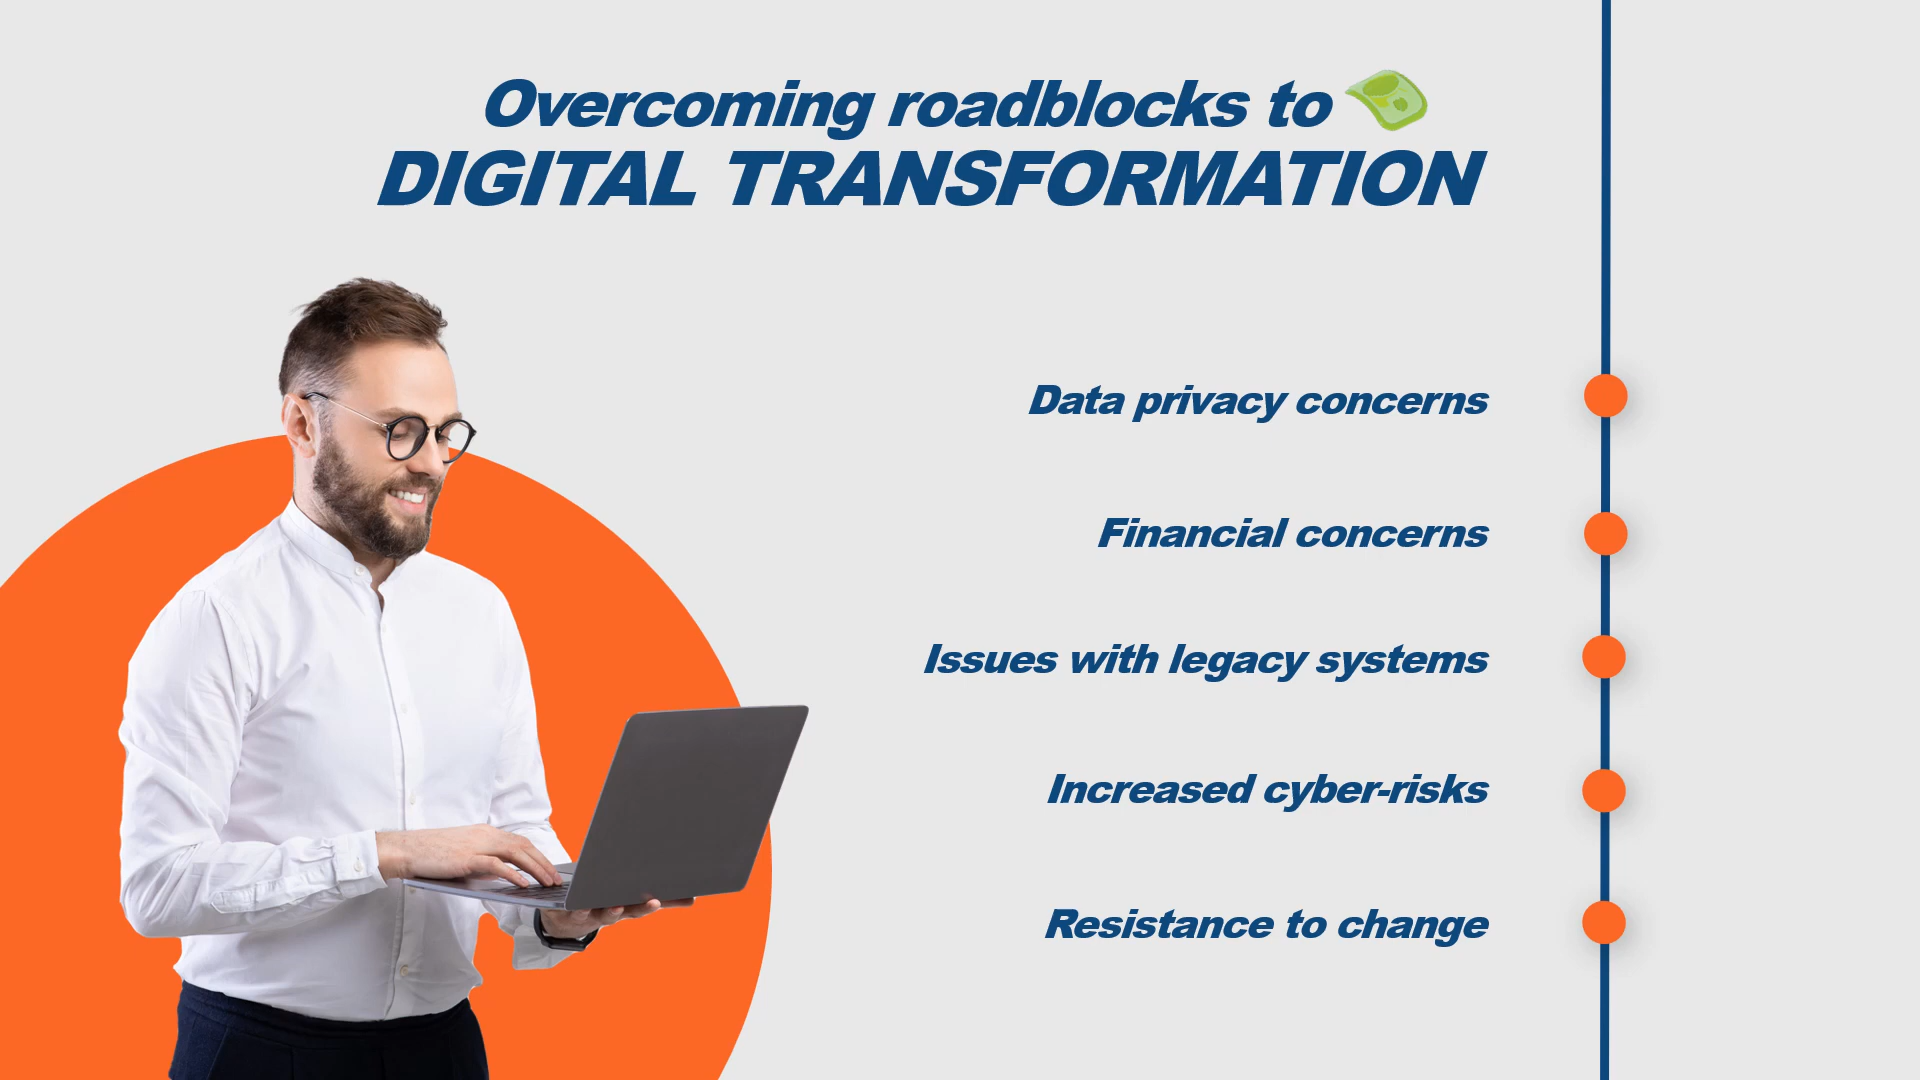 Overcoming roadblocks to
DIGITAL TRANSFORMATION
Data privacy concerns
Financial concerns
Issues with legacy systems
Increased cyber-risks
Resistance to change